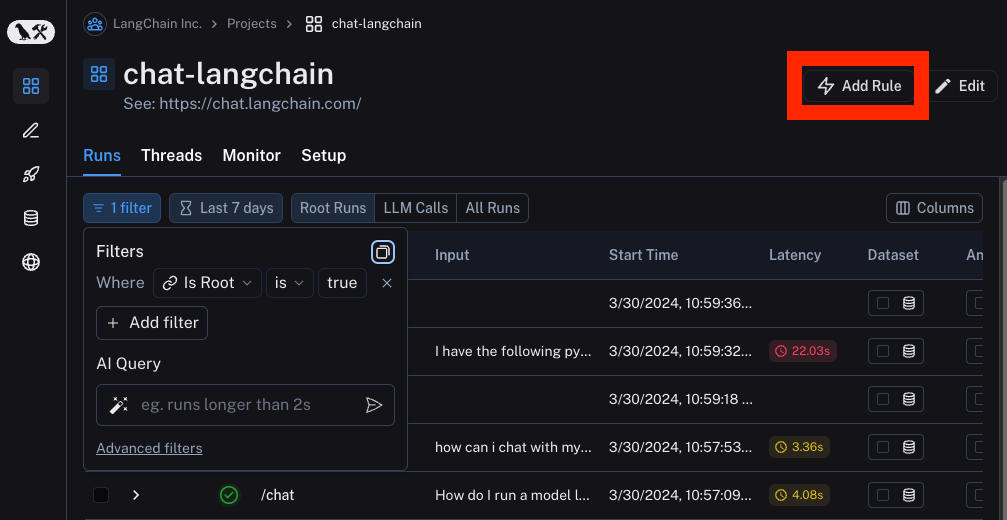 LangChain Inc. > Projects > chat-langchain
chat-langchain
See: https://chat.langchain.com/
Add Rule
Edit
Runs Threads Monitor Setup
1 filter Last 7 days Root Runs LLM Calls All Runs Columns
Filters
Where Is Root is true
+ Add filter
AI Query
eg. runs longer than 2s
Advanced filters
Input Start Time Latency Dataset An
3/30/2024, 10:59:36...
I have the following py... 3/30/2024, 10:59:32... 22.03s
3/30/2024, 10:59:18 ...
how can i chat with my... 3/30/2024, 10:57:53... 3.36s
/chat How do I run a model l... 3/30/2024, 10:57:09... 4.08s